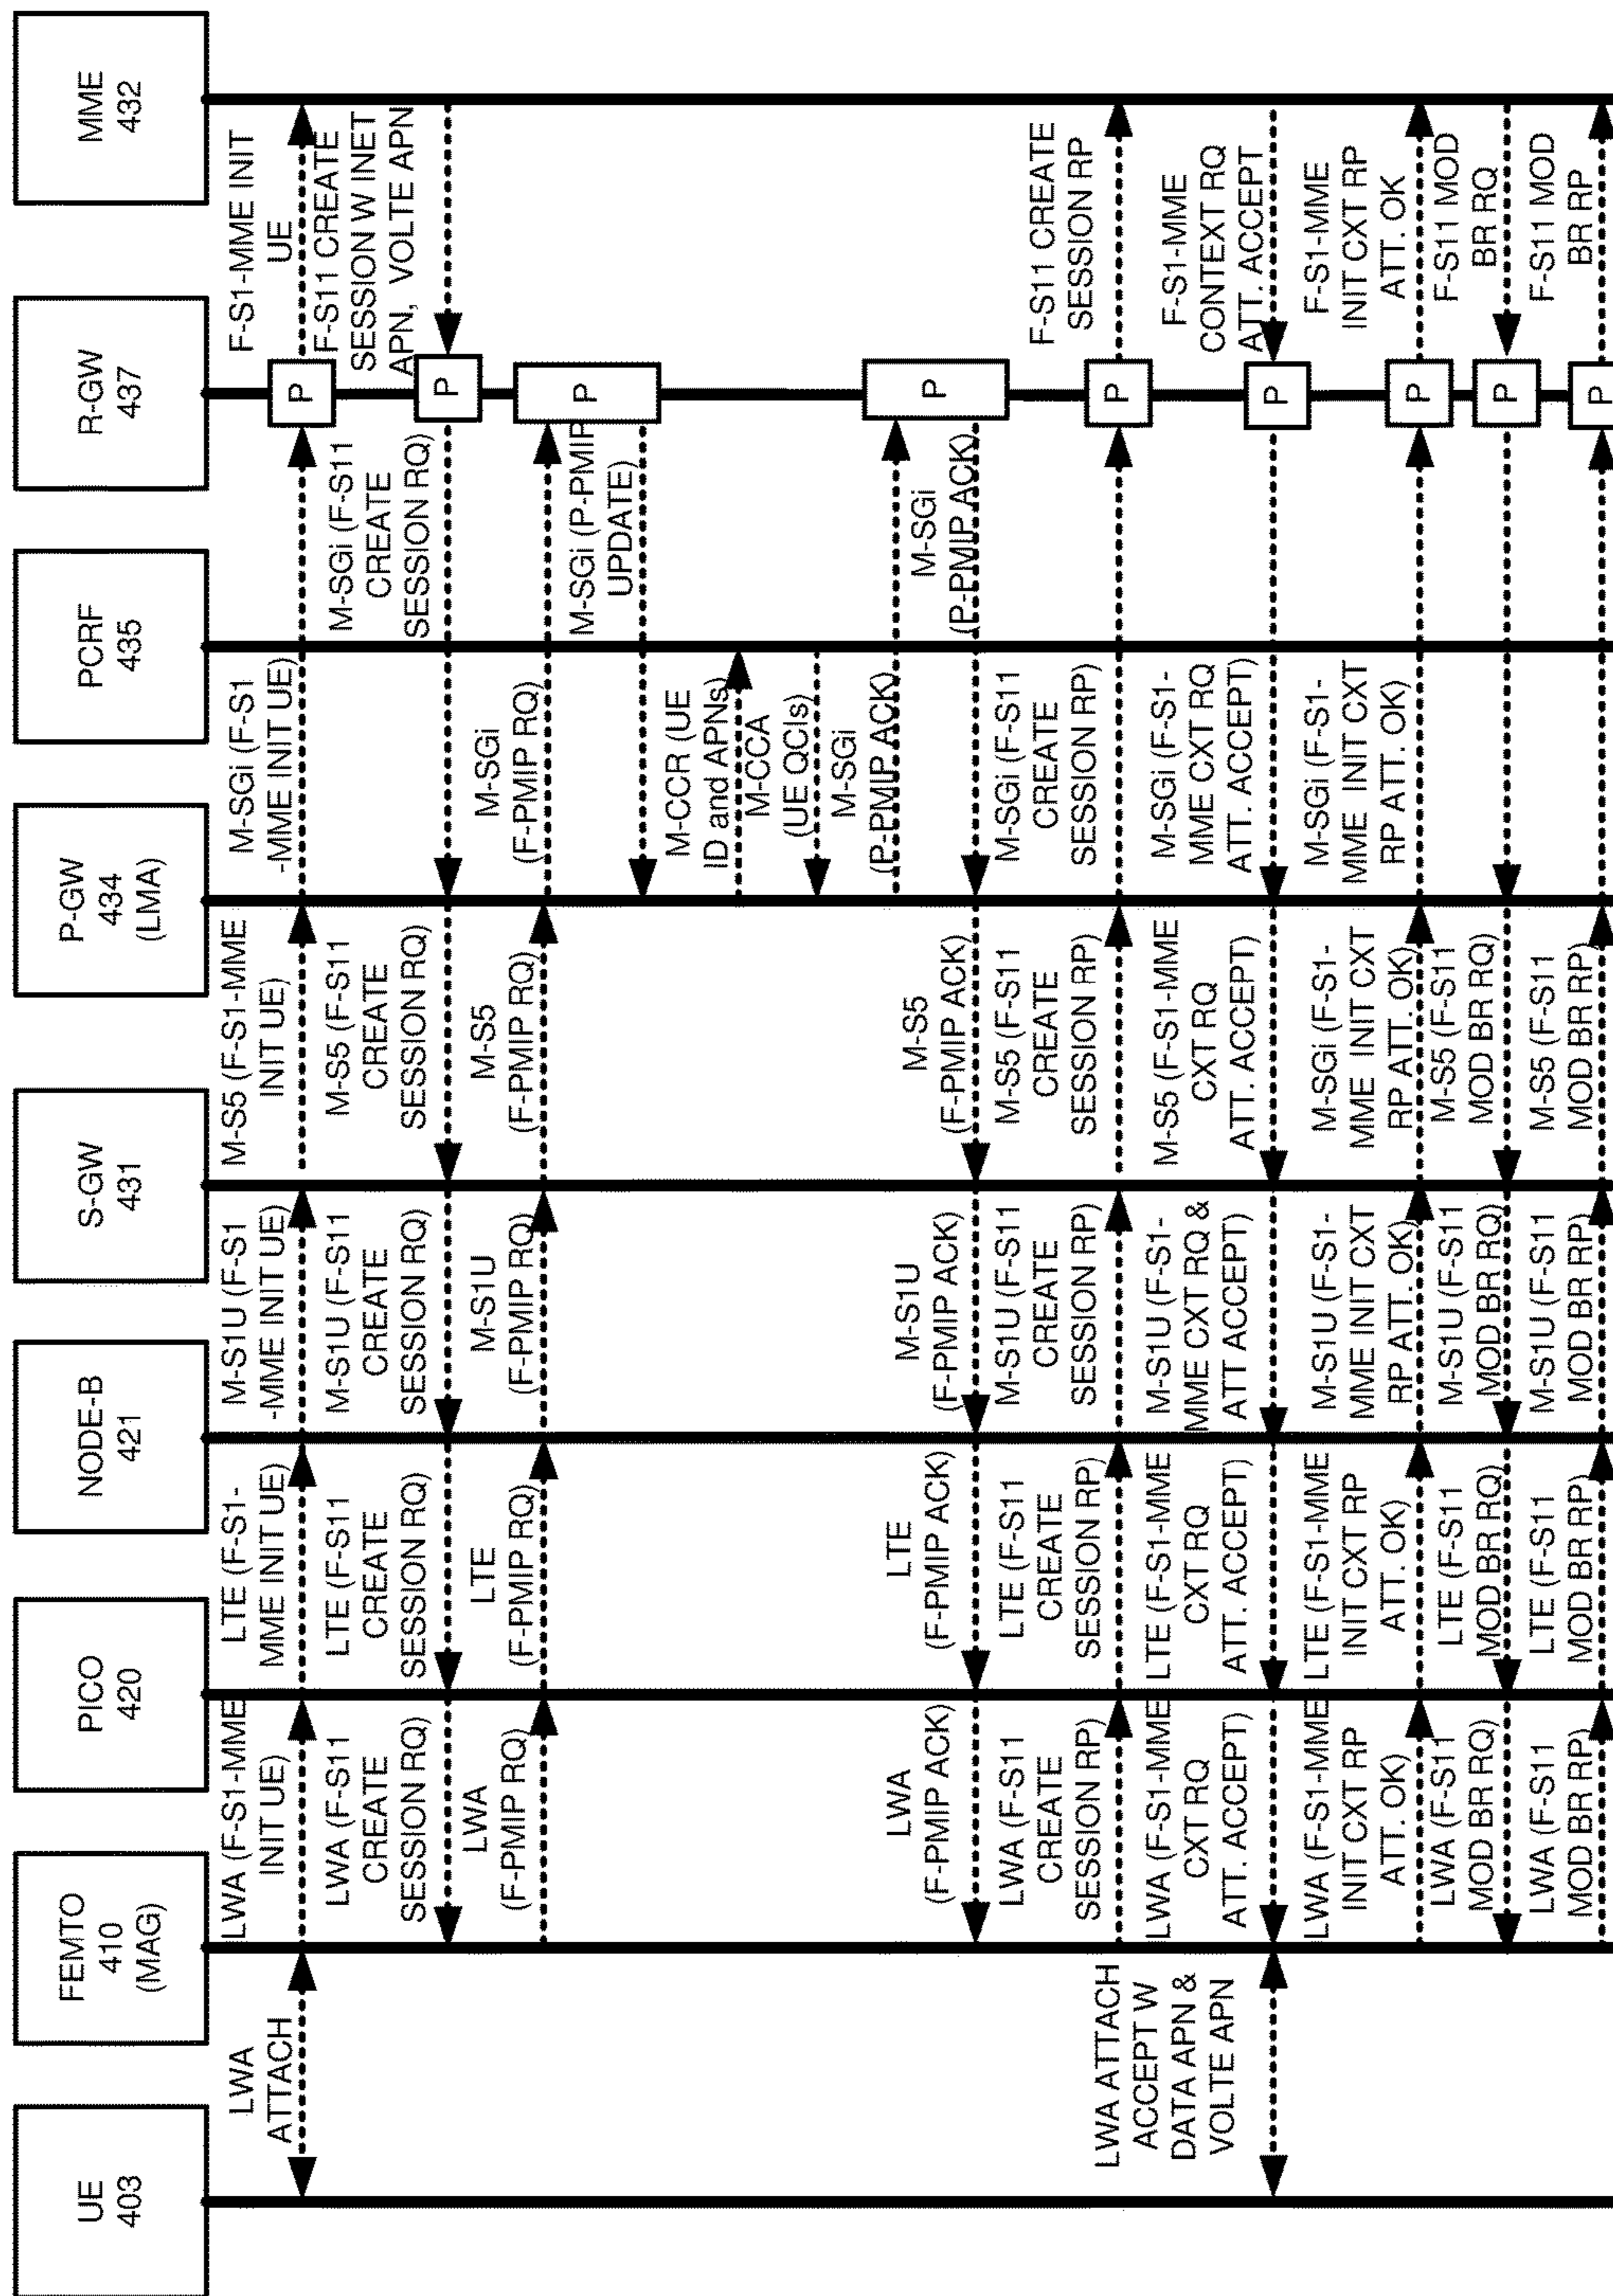 UE
403
FEMTO
410
(MAG)
PICO
420
NODE-B
421
S-GW
431
P-GW
434
(LMA)
PCRF
435
R-GW
437
MME
432
LWA
ATTACH
LWA (F-S1-MME
INIT UE)
LTE (F-S1-
MME INIT UE)
M-S1U (F-S1
-MME INIT UE)
M-S5 (F-S1-MME
INIT UE)
M-SGi (F-S1
-MME INIT UE)
P
F-S1-MME INIT
UE
LWA (F-S11
CREATE
SESSION RQ)
LTE (F-S11
CREATE
SESSION RQ)
M-S1U (F-S11
CREATE
SESSION RQ)
M-S5 (F-S11
CREATE
SESSION RQ)
M-SGi (F-S11
CREATE
SESSION RQ)
P
F-S11 CREATE
SESSION W INET
APN, VOLTE APN
LWA
(F-PMIP RQ)
LTE
(F-PMIP RQ)
M-S1U
(F-PMIP RQ)
M-S5
(F-PMIP RQ)
M-SGi
(F-PMIP RQ)
P
M-SGi (P-PMIP
UPDATE)
M-CCR (UE
ID and APNs)
M-CCA
(UE QCIs)
M-SGi
(P-PMIP ACK)
P
M-SGi
(P-PMIP ACK)
M-S5
(F-PMIP ACK)
M-S1U
(F-PMIP ACK)
LTE
(F-PMIP ACK)
LWA
(F-PMIP ACK)
LWA (F-S11
CREATE
SESSION RP)
LTE (F-S11
CREATE
SESSION RP)
M-S1U (F-S11
CREATE
SESSION RP)
M-S5 (F-S11
CREATE
SESSION RP)
M-SGi (F-S11
CREATE
SESSION RP)
P
F-S11 CREATE
SESSION RP
LWA ATTACH
ACCEPT W
DATA APN &
VOLTE APN
LWA (F-S1-MME
CXT RQ
ATT. ACCEPT)
LTE (F-S1-MME
CXT RQ
ATT. ACCEPT)
M-S1U (F-S1-
MME CXT RQ &
ATT ACCEPT)
M-S5 (F-S1-MME
CXT RQ
ATT. ACCEPT)
M-SGi (F-S1-
MME CXT RQ
ATT. ACCEPT)
P
F-S1-MME
CONTEXT RQ
ATT. ACCEPT
LWA (F-S1-MME
INIT CXT RP
ATT. OK)
LTE (F-S1-MME
INIT CXT RP
ATT. OK)
M-S1U (F-S1-
MME INIT CXT
RP ATT. OK)
M-SGi (F-S1-
MME INIT CXT
RP ATT. OK)
M-SGi (F-S1-
MME INIT CXT
RP ATT. OK)
P
F-S1-MME
INIT CXT RP
ATT. OK
LWA (F-S11
MOD BR RQ)
LTE (F-S11
MOD BR RQ)
M-S1U (F-S11
MOD BR RQ)
M-S5 (F-S11
MOD BR RQ)
P
F-S11 MOD
BR RQ
LWA (F-S11
MOD BR RP)
LTE (F-S11
MOD BR RP)
M-S1U (F-S11
MOD BR RP)
M-S5 (F-S11
MOD BR RP)
P
F-S11 MOD
BR RP